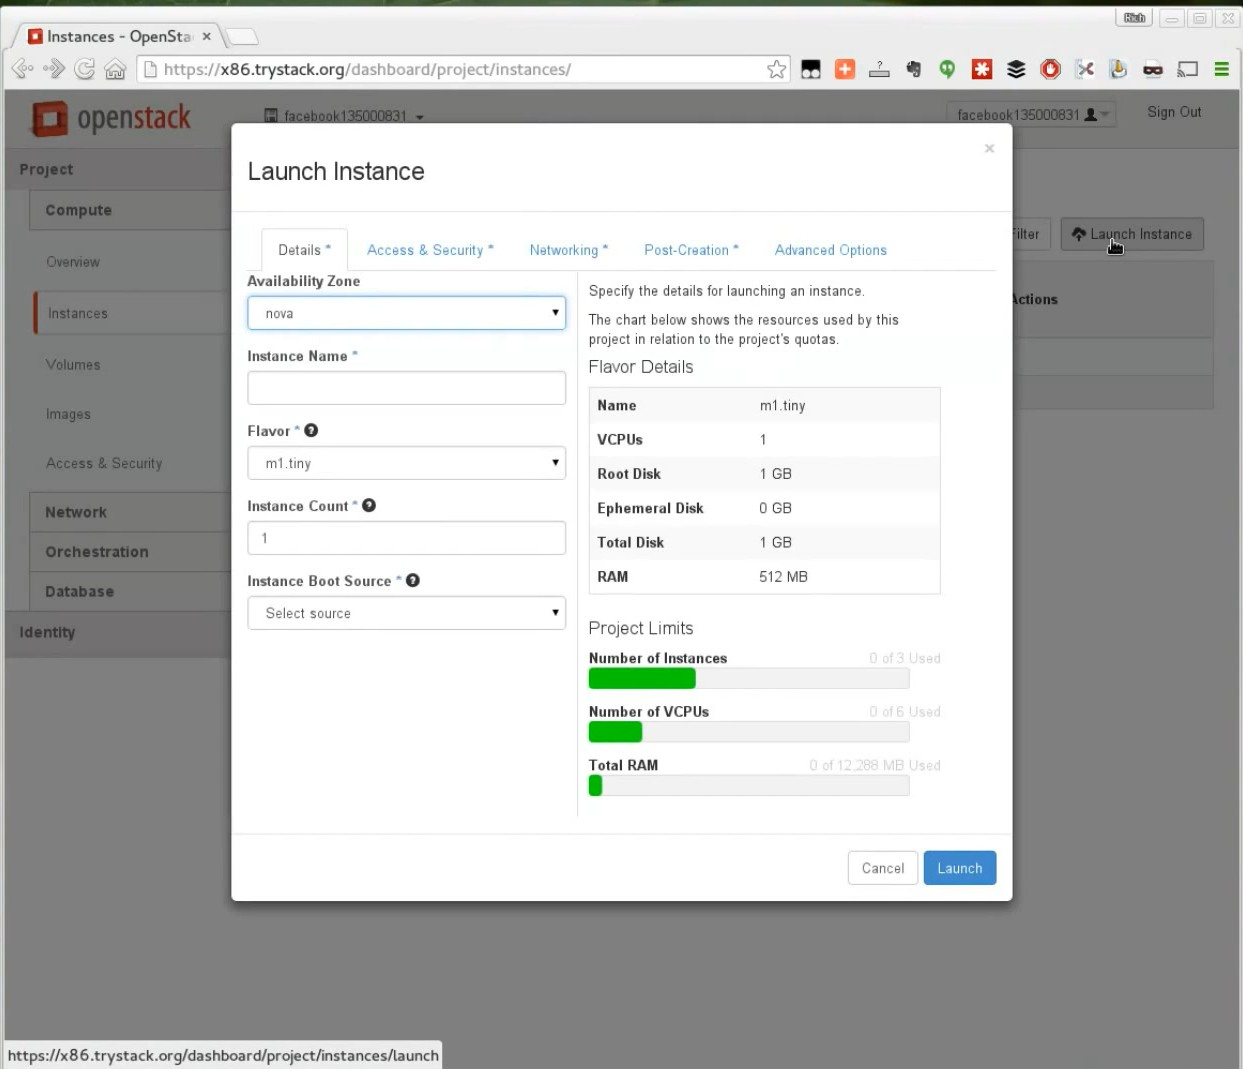 Rich
Instances - OpenSta
https://x86.trystack.org/dashboard/project/instances/
openstack
facebook135000831
facebook135000831
Sign Out
Project
Compute
Overview
Instances
Volumes
Images
Access & Security
Network
Orchestration
Database
Identity
ilter
Launch Instance
Actions
Launch Instance
×
Details *
Access & Security *
Networking *
Post-Creation *
Advanced Options
Availability Zone
nova
Instance Name *
Flavor *
m1.tiny
Instance Count *
1
Instance Boot Source *
Select source
Specify the details for launching an instance.
The chart below shows the resources used by this
project in relation to the project's quotas.
Flavor Details
Name m1.tiny
VCPUs 1
Root Disk 1 GB
Ephemeral Disk 0 GB
Total Disk 1 GB
RAM 512 MB
Project Limits
Number of Instances 0 of 3 Used
Number of VCPUs 0 of 6 Used
Total RAM 0 of 12,288 MB Used
Cancel
Launch
https://x86.trystack.org/dashboard/project/instances/launch